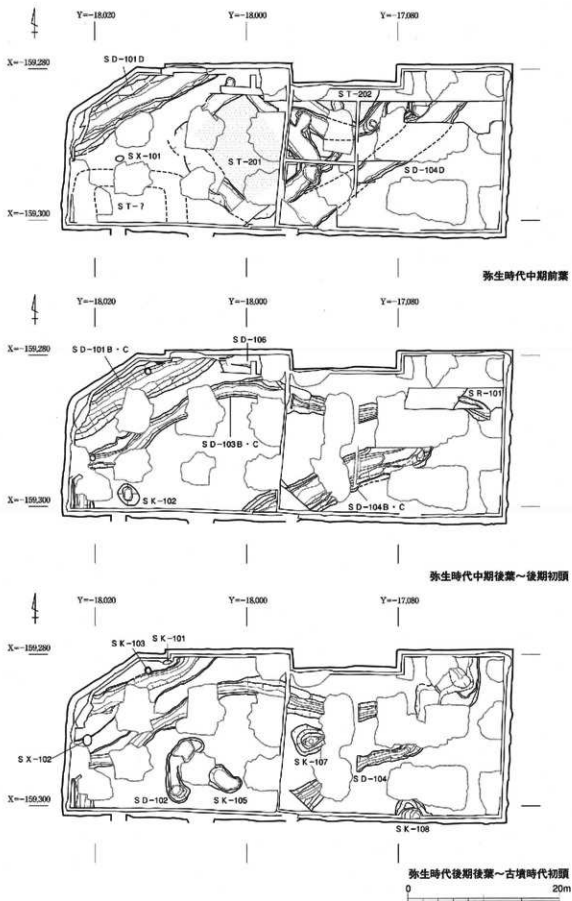 Y=-18,020 Y=-18,000 Y=-17,080
X=-159,280
SD-101D
ST-202
SX-101
ST-201
SD-104D
ST-?
X=-159,300
Y=-18,020 Y=-18,000 Y=-17,080
弥生時代中期前葉
X=-159,280
SD-106
SD-101B・C
SR-101
SD-103B・C
SK-102
X=-159,300
SD-104B・C
弥生時代中期後葉～後期初頭
Y=-18,020 Y=-18,000 Y=-17,080
SK-101
SK-103
X=-159,280
SX-102
SK-107
SD-104
X=-159,300
SD-102 SK-105
SK-108
弥生時代後期後葉～古墳時代初頭
0 20m